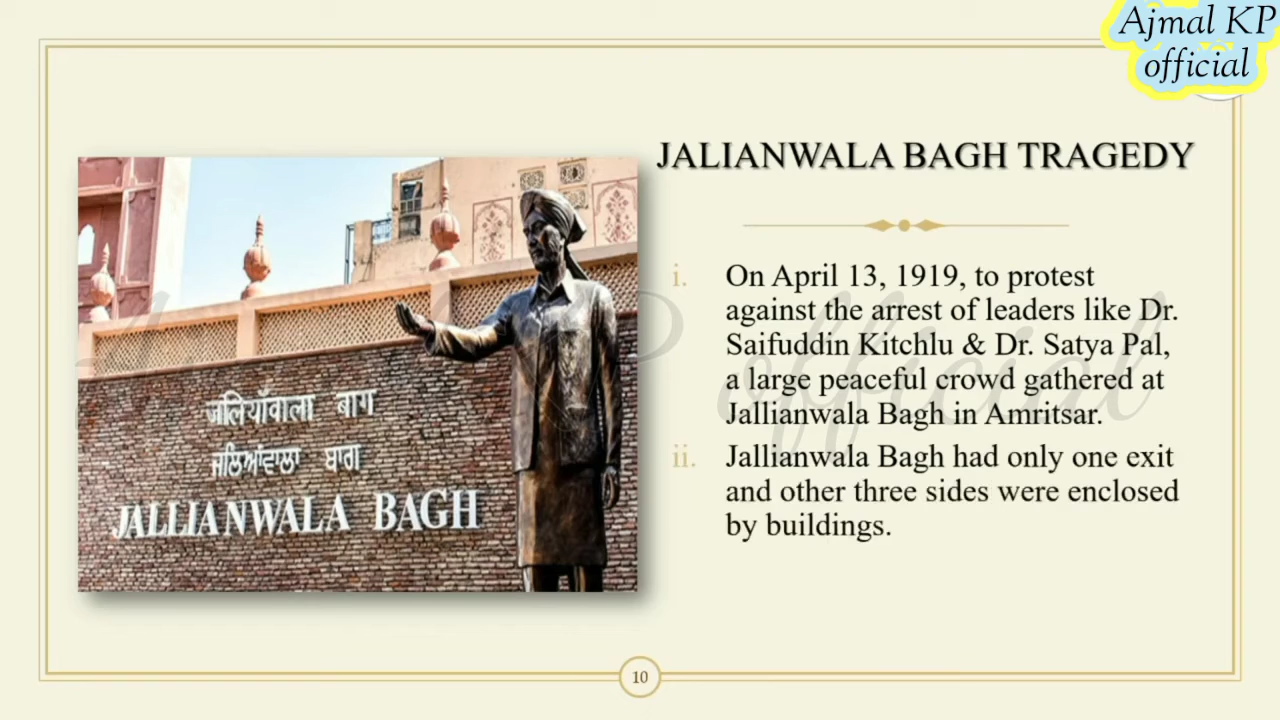 Ajmal KP
official
JALIANWALA BAGH TRAGEDY
जलियाँवाला बाग
ਜਲਿਆਂਵਾਲਾ ਬਾਗ
JALLIANWALA BAGH
i. On April 13, 1919, to protest
against the arrest of leaders like Dr.
Saifuddin Kitchlu & Dr. Satya Pal,
a large peaceful crowd gathered at
Jallianwala Bagh in Amritsar.
ii. Jallianwala Bagh had only one exit
and other three sides were enclosed
by buildings.
10